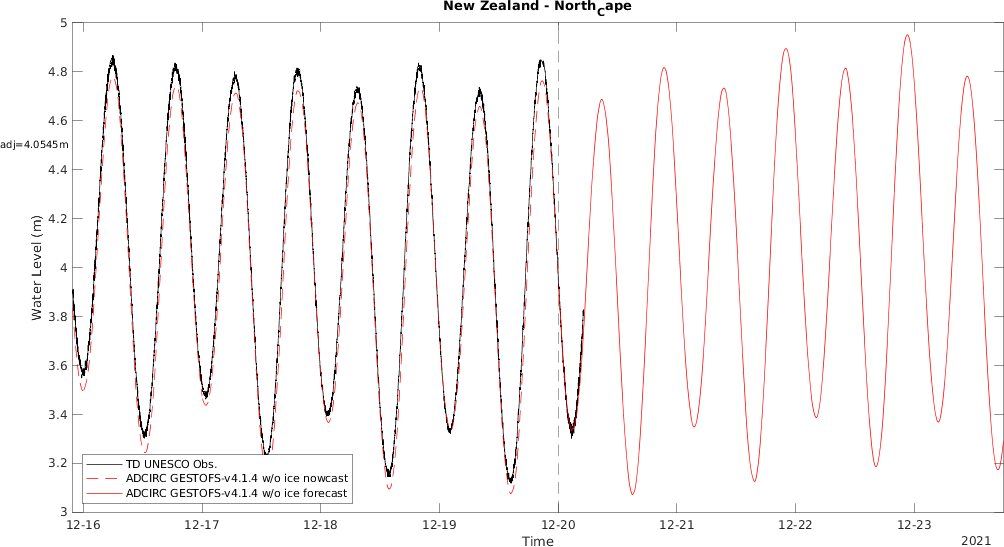 New Zealand - NorthCape
5
4.8
4.6
adj=4.0545m
4.4
4.2
4
3.8
3.6
3.4
3.2
3
Water Level (m)
TD UNESCO Obs.
ADCIRC GESTOFS-v4.1.4 w/o ice nowcast
ADCIRC GESTOFS-v4.1.4 w/o ice forecast
12-16 12-17 12-18 12-19 12-20 12-21 12-22 12-23
Time
2021